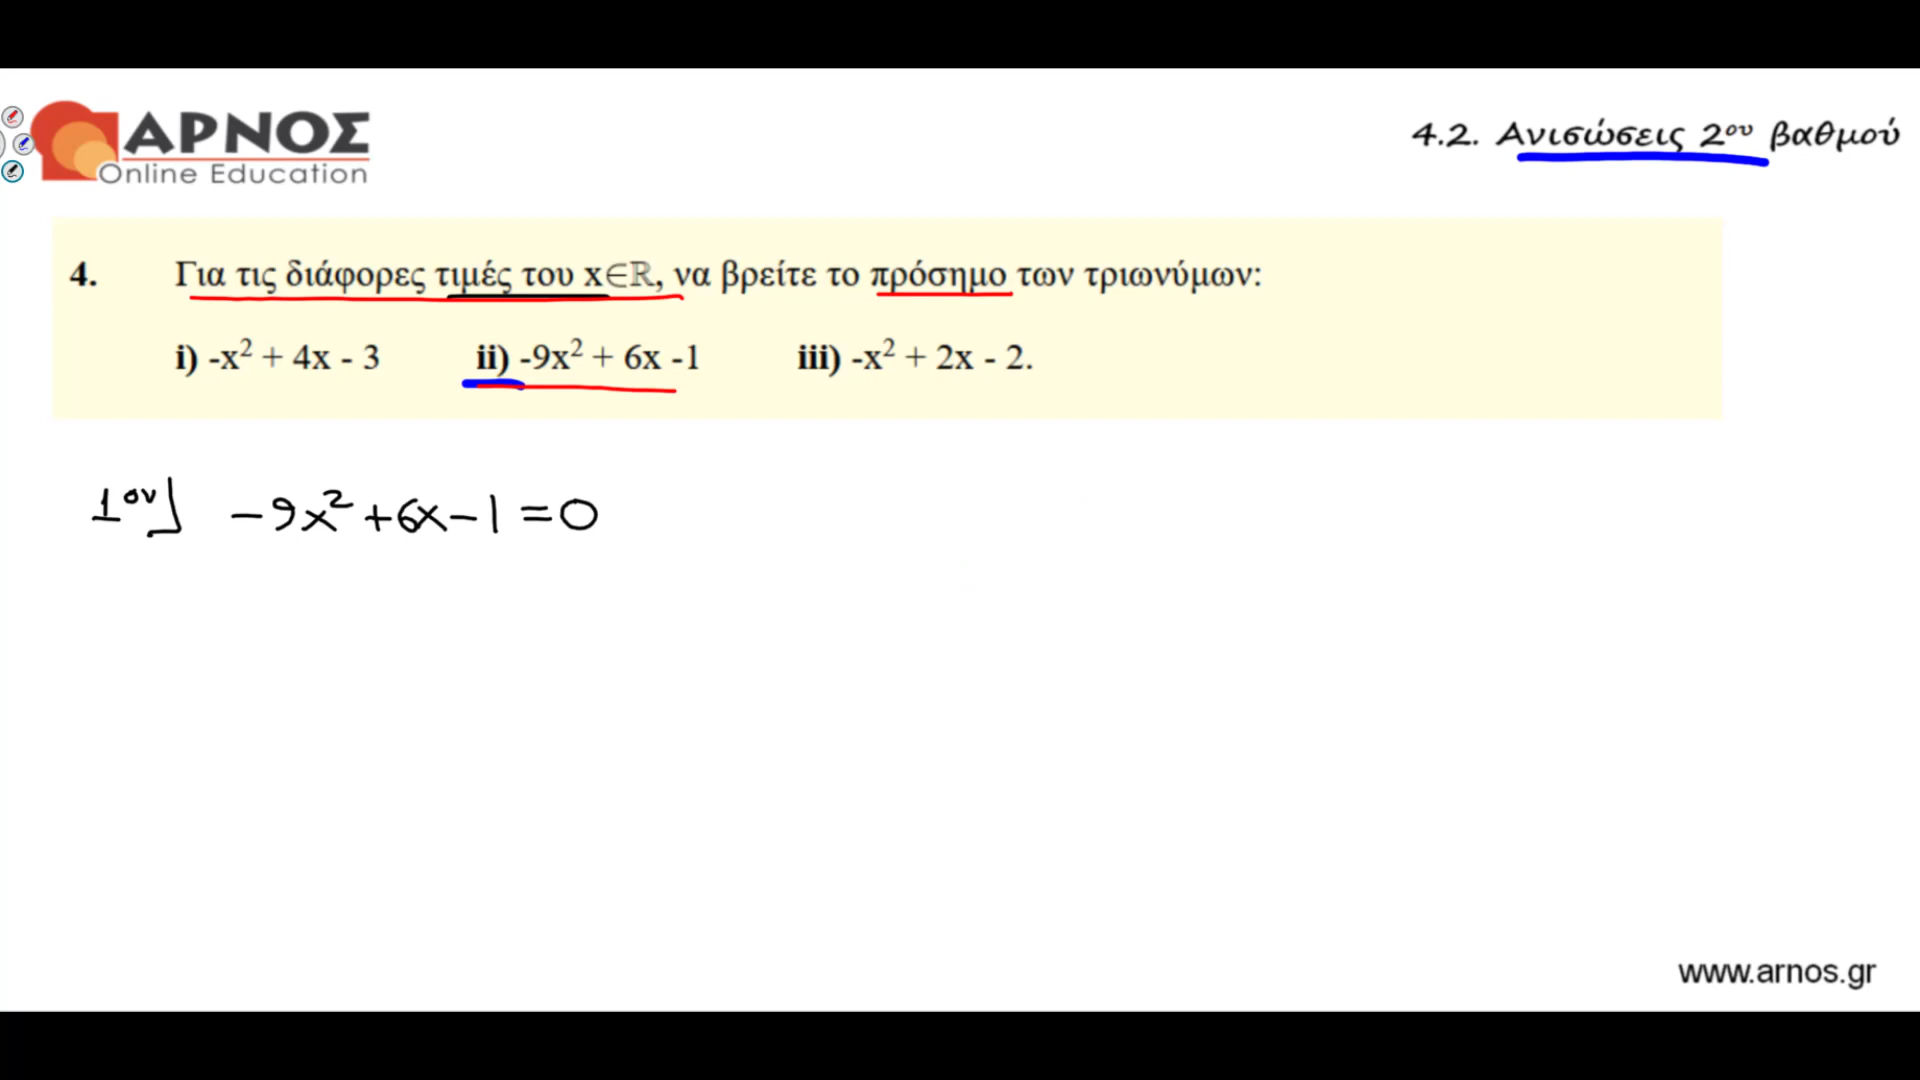 ΑΡΝΟΣ
Online Education
4.2. Ανισώσεις 2ου βαθμού
4. Για τις διάφορες τιμές του x∈ℝ, να βρείτε το πρόσημο των τριωνύμων:
i) -x² + 4x - 3 ii) -9x² + 6x -1 iii) -x² + 2x - 2.
1ον] -9x² +6x-1=0
www.arnos.gr